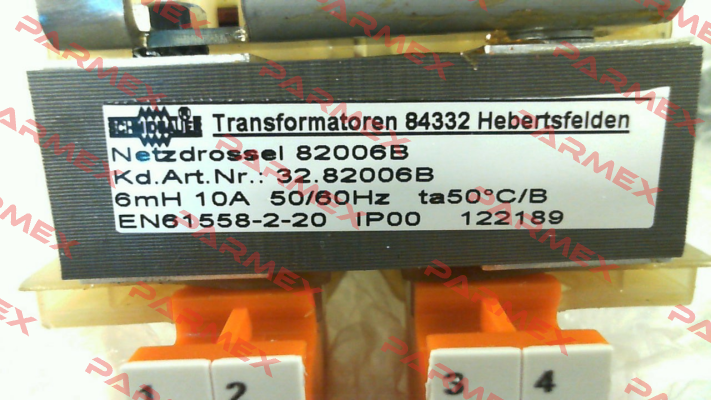 Transformatoren 84332 Hebertsfelden
Netzdrossel 82006B
Kd.Art.Nr.: 32.82006B
6mH 10A 50/60Hz ta50°C/B
EN61558-2-20 IP00 122189
1 2 3 4
PARMEX